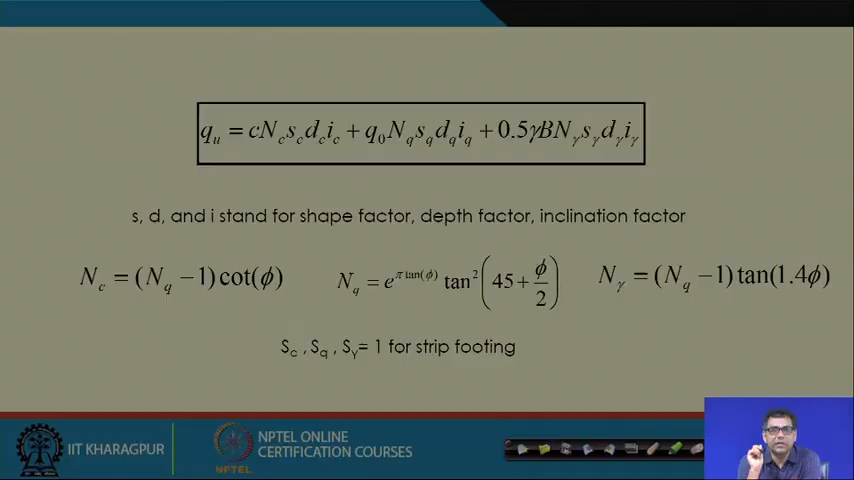 q_u = cN_c s_c d_c i_c + q_0 N_q s_q d_q i_q + 0.5γBN_γ s_γ d_γ i_γ
s, d, and i stand for shape factor, depth factor, inclination factor
N_c = (N_q − 1) cot(ϕ) N_q = e^{π tan(ϕ)} tan²(45 + ϕ/2) N_γ = (N_q − 1) tan(1.4ϕ)
S_c , S_q , S_γ= 1 for strip footing
IIT KHARAGPUR
NPTEL
NPTEL ONLINE
CERTIFICATION COURSES